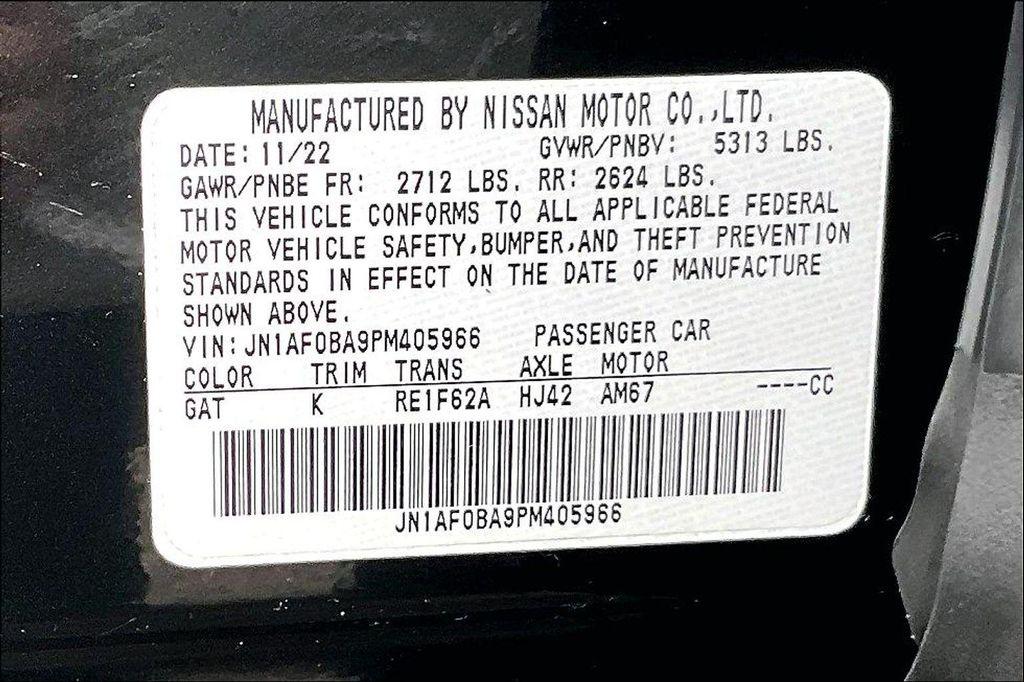 MANUFACTURED BY NISSAN MOTOR CO.,LTD.
DATE: 11/22 GVWR/PNBV: 5313 LBS.
GAWR/PNBE FR: 2712 LBS. RR: 2624 LBS.
THIS VEHICLE CONFORMS TO ALL APPLICABLE FEDERAL
MOTOR VEHICLE SAFETY,BUMPER,AND THEFT PREVENTION
STANDARDS IN EFFECT ON THE DATE OF MANUFACTURE
SHOWN ABOVE.
VIN: JN1AF0BA9PM405966 PASSENGER CAR
COLOR TRIM TRANS AXLE MOTOR
GAT K RE1F62A HJ42 AM67 ----CC
JN1AF0BA9PM405966